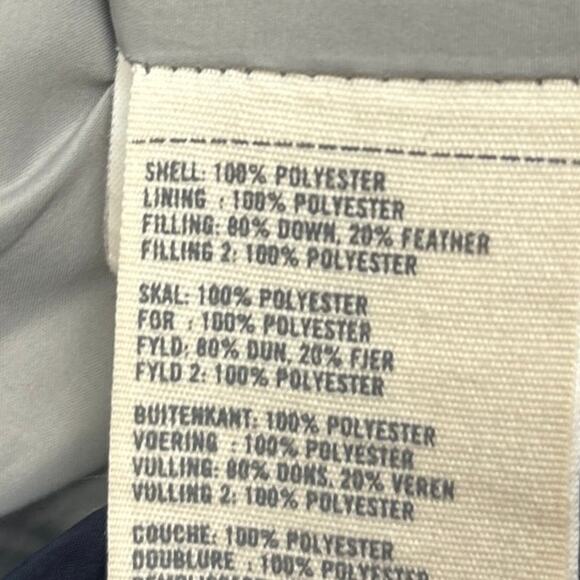 SHELL: 100% POLYESTER
LINING : 100% POLYESTER
FILLING: 80% DOWN, 20% FEATHER
FILLING 2: 100% POLYESTER
SKAL: 100% POLYESTER
FOR : 100% POLYESTER
FYLD: 80% DUN, 20% FJER
FYLD 2: 100% POLYESTER
BUITENKANT: 100% POLYESTER
VOERING : 100% POLYESTER
VULLING: 80% DONS, 20% VEREN
VULLING 2: 100% POLYESTER
COUCHE: 100% POLYESTER
DOUBLURE : 100% POLYESTER